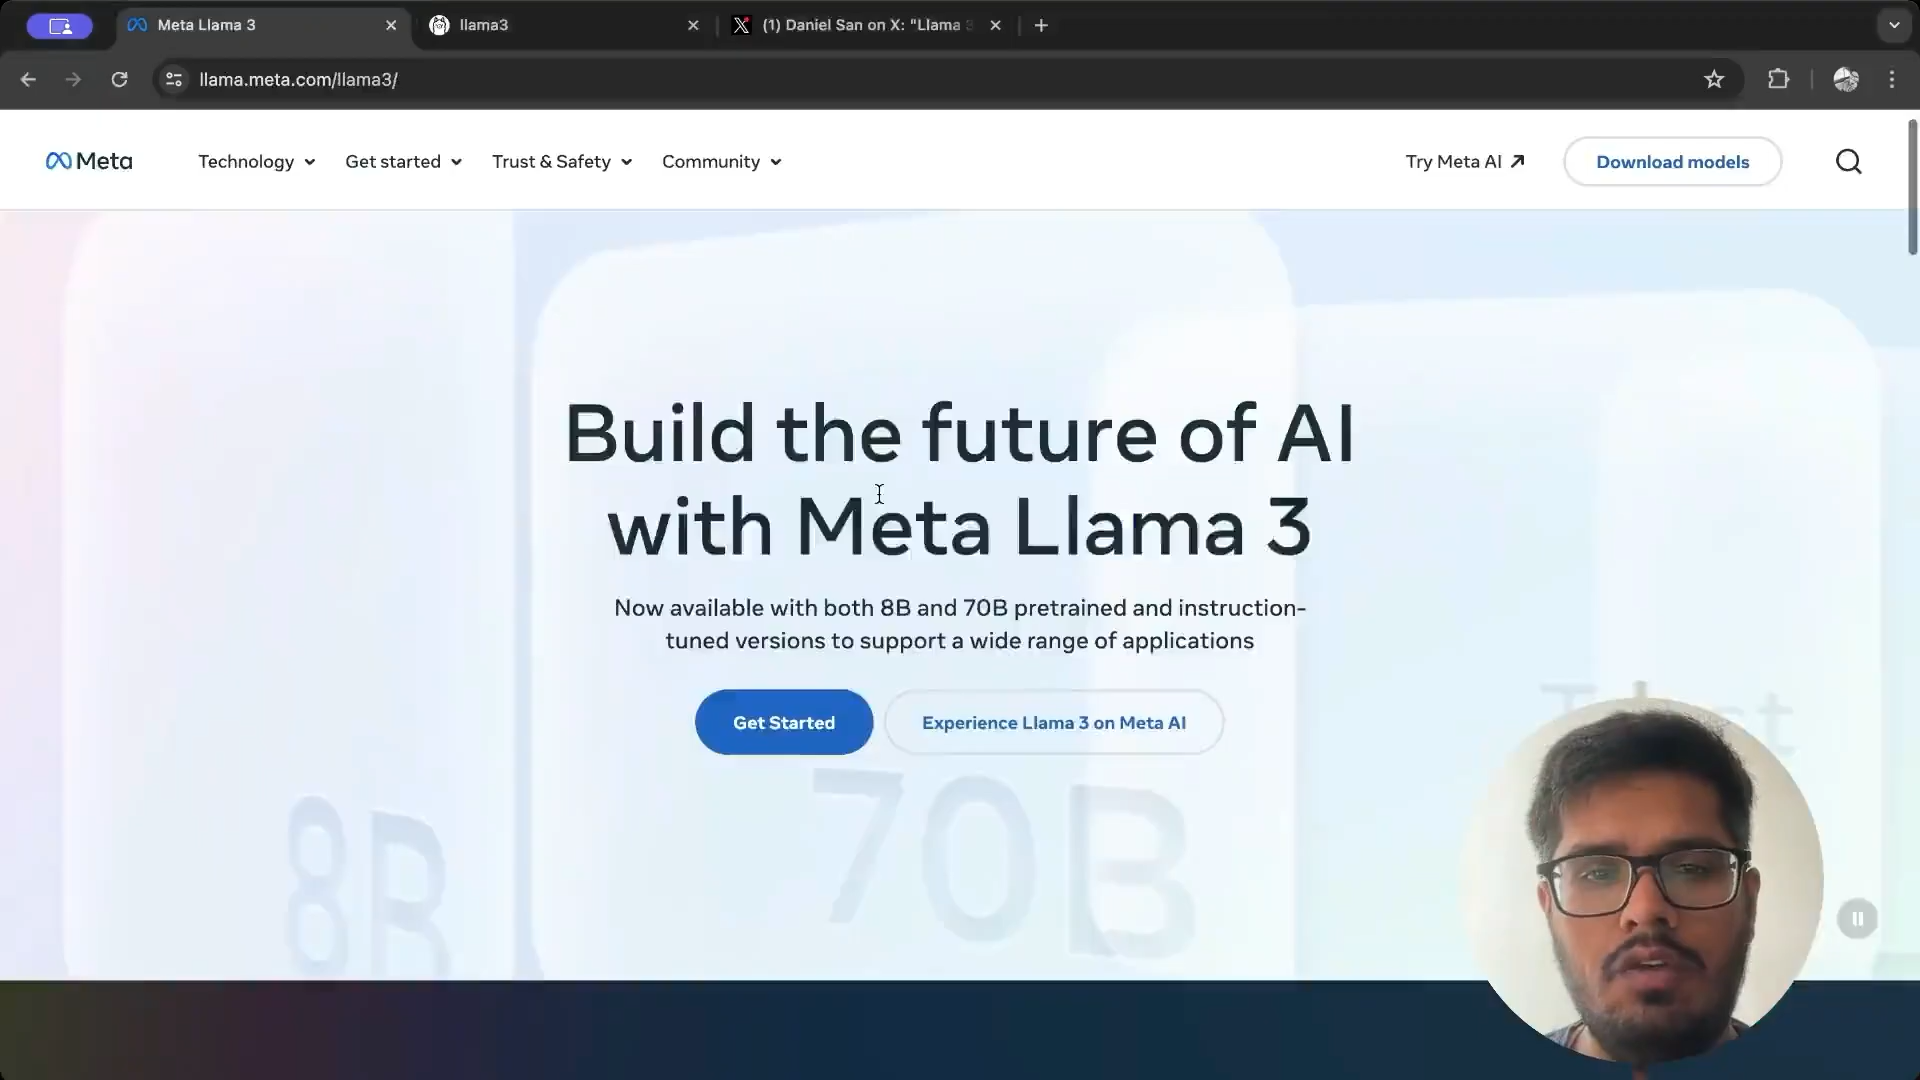 Meta Llama 3
llama3
(1) Daniel San on X: "Llama 3
llama.meta.com/llama3/
Meta
Technology
Get started
Trust & Safety
Community
Try Meta AI
Download models
Build the future of AI
with Meta Llama 3
Now available with both 8B and 70B pretrained and instruction-
tuned versions to support a wide range of applications
Get Started
Experience Llama 3 on Meta AI
8B
70B